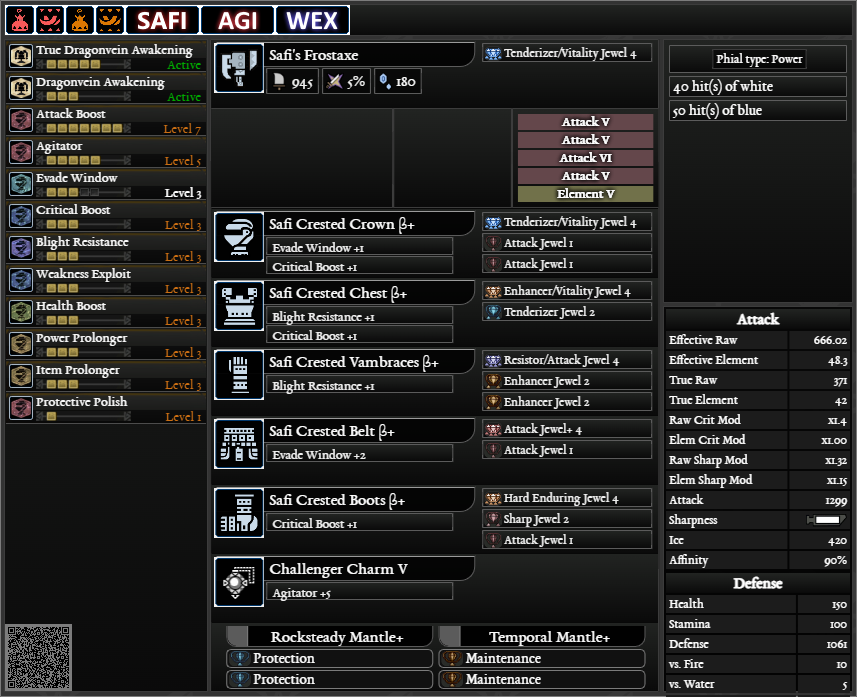 SAFI AGI WEX
True Dragonvein Awakening
Active
Dragonvein Awakening
Active
Attack Boost
Level 7
Agitator
Level 5
Evade Window
Level 3
Critical Boost
Level 3
Blight Resistance
Level 3
Weakness Exploit
Level 3
Health Boost
Level 3
Power Prolonger
Level 3
Item Prolonger
Level 3
Protective Polish
Level 1
Safi's Frostaxe
945 5% 180
Tenderizer/Vitality Jewel 4
Attack V
Attack V
Attack VI
Attack V
Element V
Safi Crested Crown β+
Evade Window +1
Critical Boost +1
Tenderizer/Vitality Jewel 4
Attack Jewel 1
Attack Jewel 1
Safi Crested Chest β+
Blight Resistance +1
Critical Boost +1
Enhancer/Vitality Jewel 4
Tenderizer Jewel 2
Safi Crested Vambraces β+
Blight Resistance +1
Resistor/Attack Jewel 4
Enhancer Jewel 2
Enhancer Jewel 2
Safi Crested Belt β+
Evade Window +2
Attack Jewel+ 4
Attack Jewel 1
Safi Crested Boots β+
Critical Boost +1
Hard Enduring Jewel 4
Sharp Jewel 2
Attack Jewel 1
Challenger Charm V
Agitator +5
Rocksteady Mantle+
Protection
Protection
Temporal Mantle+
Maintenance
Maintenance
Phial type: Power
40 hit(s) of white
50 hit(s) of blue
Attack
Effective Raw 666.02
Effective Element 48.3
True Raw 371
True Element 42
Raw Crit Mod x1.4
Elem Crit Mod x1.00
Raw Sharp Mod x1.32
Elem Sharp Mod x1.15
Attack 1299
Sharpness
Ice 420
Affinity 90%
Defense
Health 150
Stamina 100
Defense 1061
vs. Fire 10
vs. Water 5